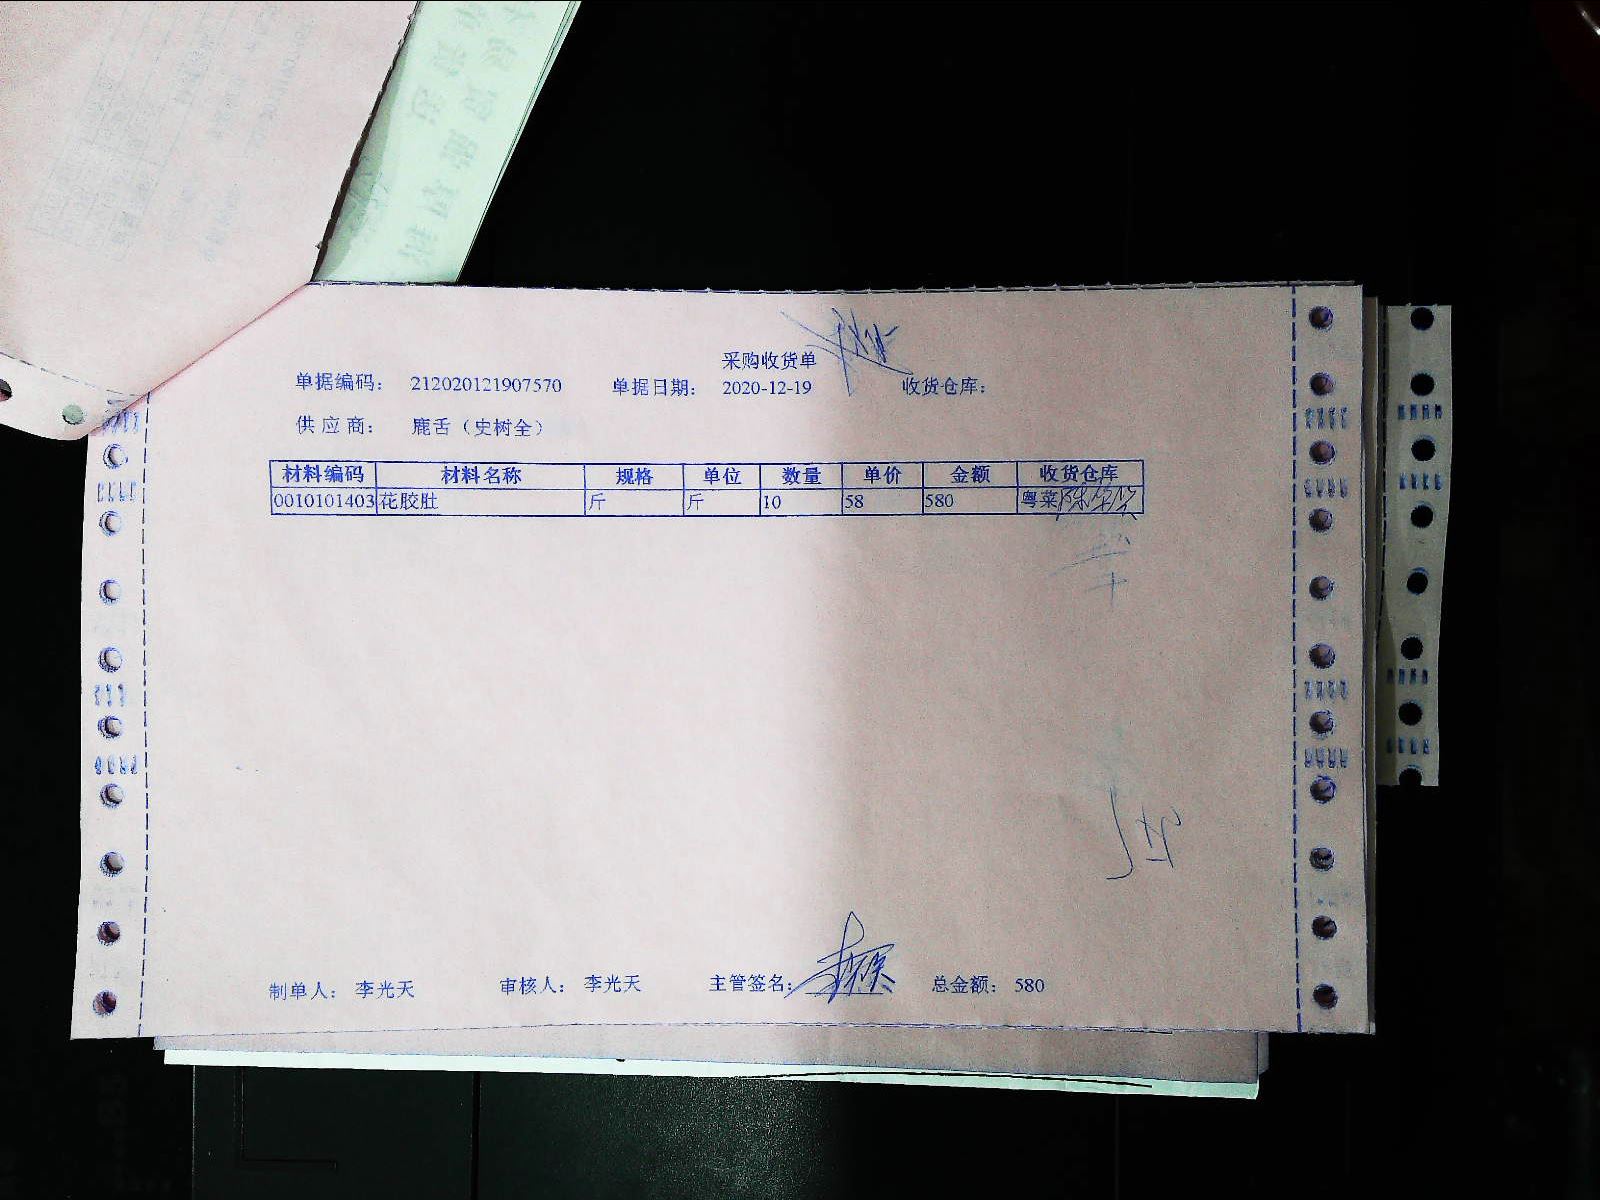 采购收货单
单据编码： 212020121907570 单据日期： 2020-12-19 收货仓库：
供 应 商： 鹿舌（史树全）
材料编码 材料名称 规格 单位 数量 单价 金额 收货仓库
0010101403 花胶肚 斤 斤 10 58 580 粤菜
制单人： 李光天 审核人： 李光天 主管签名： 总金额： 580